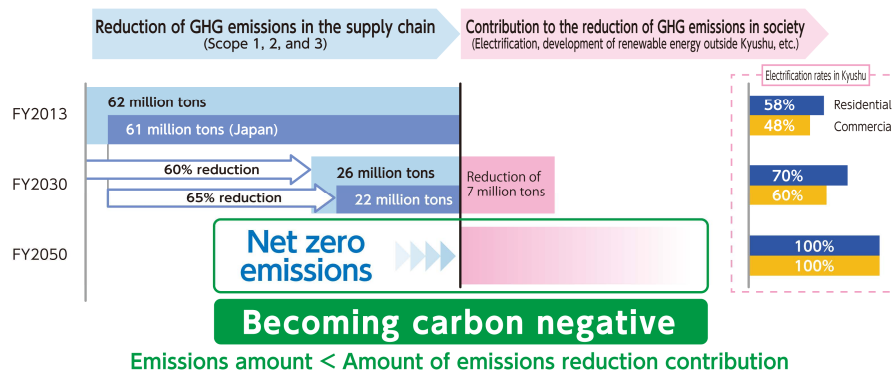 Reduction of GHG emissions in the supply chain
(Scope 1, 2, and 3)
Contribution to the reduction of GHG emissions in society
(Electrification, development of renewable energy outside Kyushu, etc.)
Electrification rates in Kyushu
FY2013
62 million tons
61 million tons (Japan)
58%
Residential
48%
Commercia
FY2030
60% reduction
65% reduction
26 million tons
22 million tons
Reduction of
7 million tons
70%
60%
FY2050
Net zero
emissions
100%
100%
Becoming carbon negative
Emissions amount < Amount of emissions reduction contribution